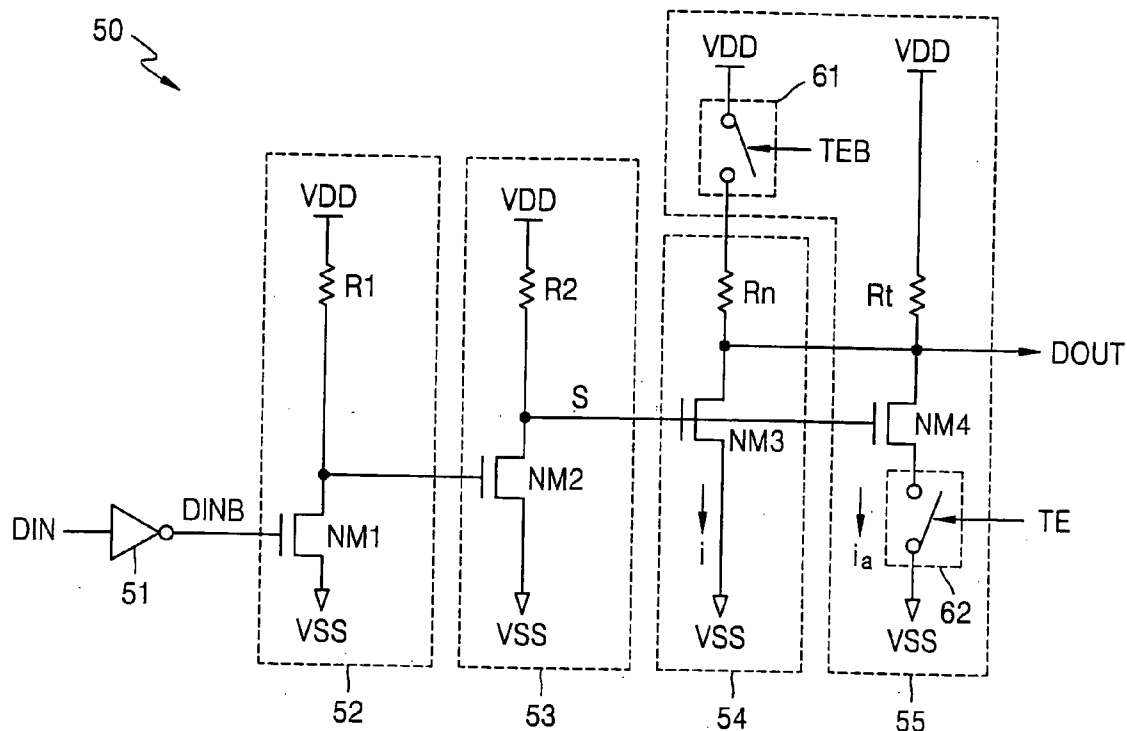 50
VDD
VDD
61
TEB
VDD
VDD
R1
R2
Rn
Rt
DOUT
S
NM3
NM4
NM2
DIN
DINB
NM1
i
ia
TE
51
VSS
VSS
VSS
VSS
62
52
53
54
55